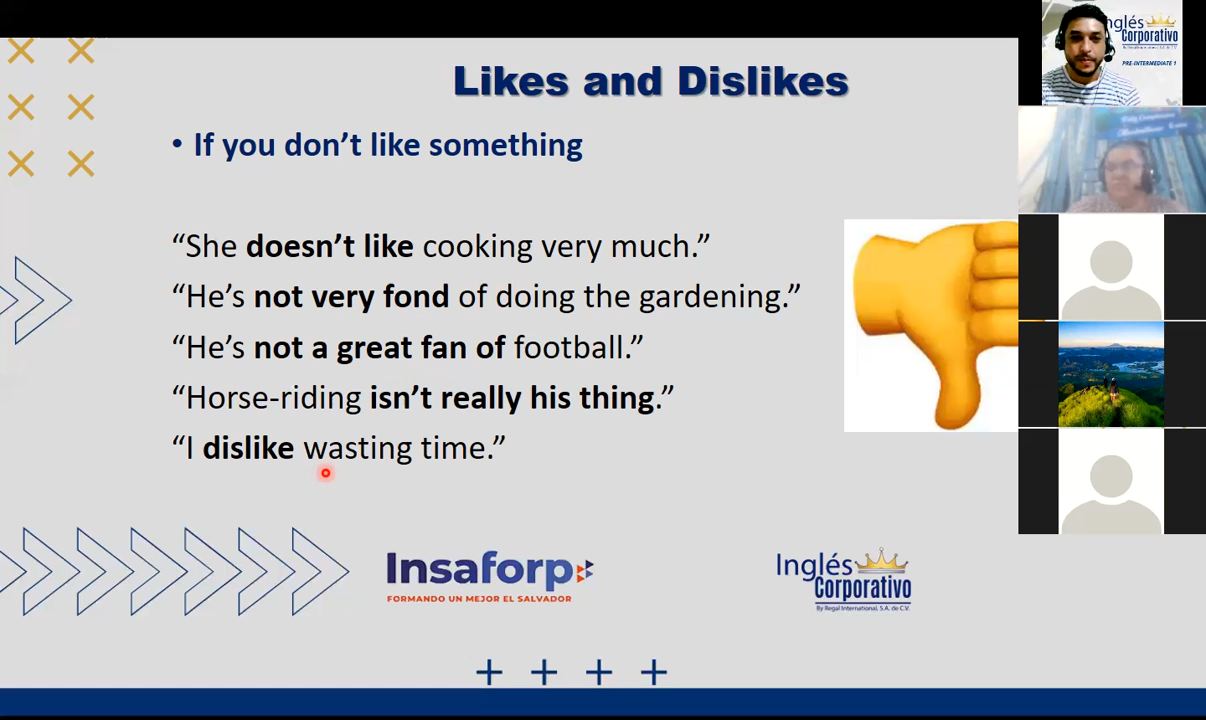 Likes and Dislikes
• If you don’t like something
“She doesn’t like cooking very much.”
“He’s not very fond of doing the gardening.”
“He’s not a great fan of football.”
“Horse-riding isn’t really his thing.”
“I dislike wasting time.”
Insaforp
FORMANDO UN MEJOR EL SALVADOR
Inglés
Corporativo
By Regal International, S.A. de C.V.
nglés
Corporativo
PRE-INTERMEDIATE 1